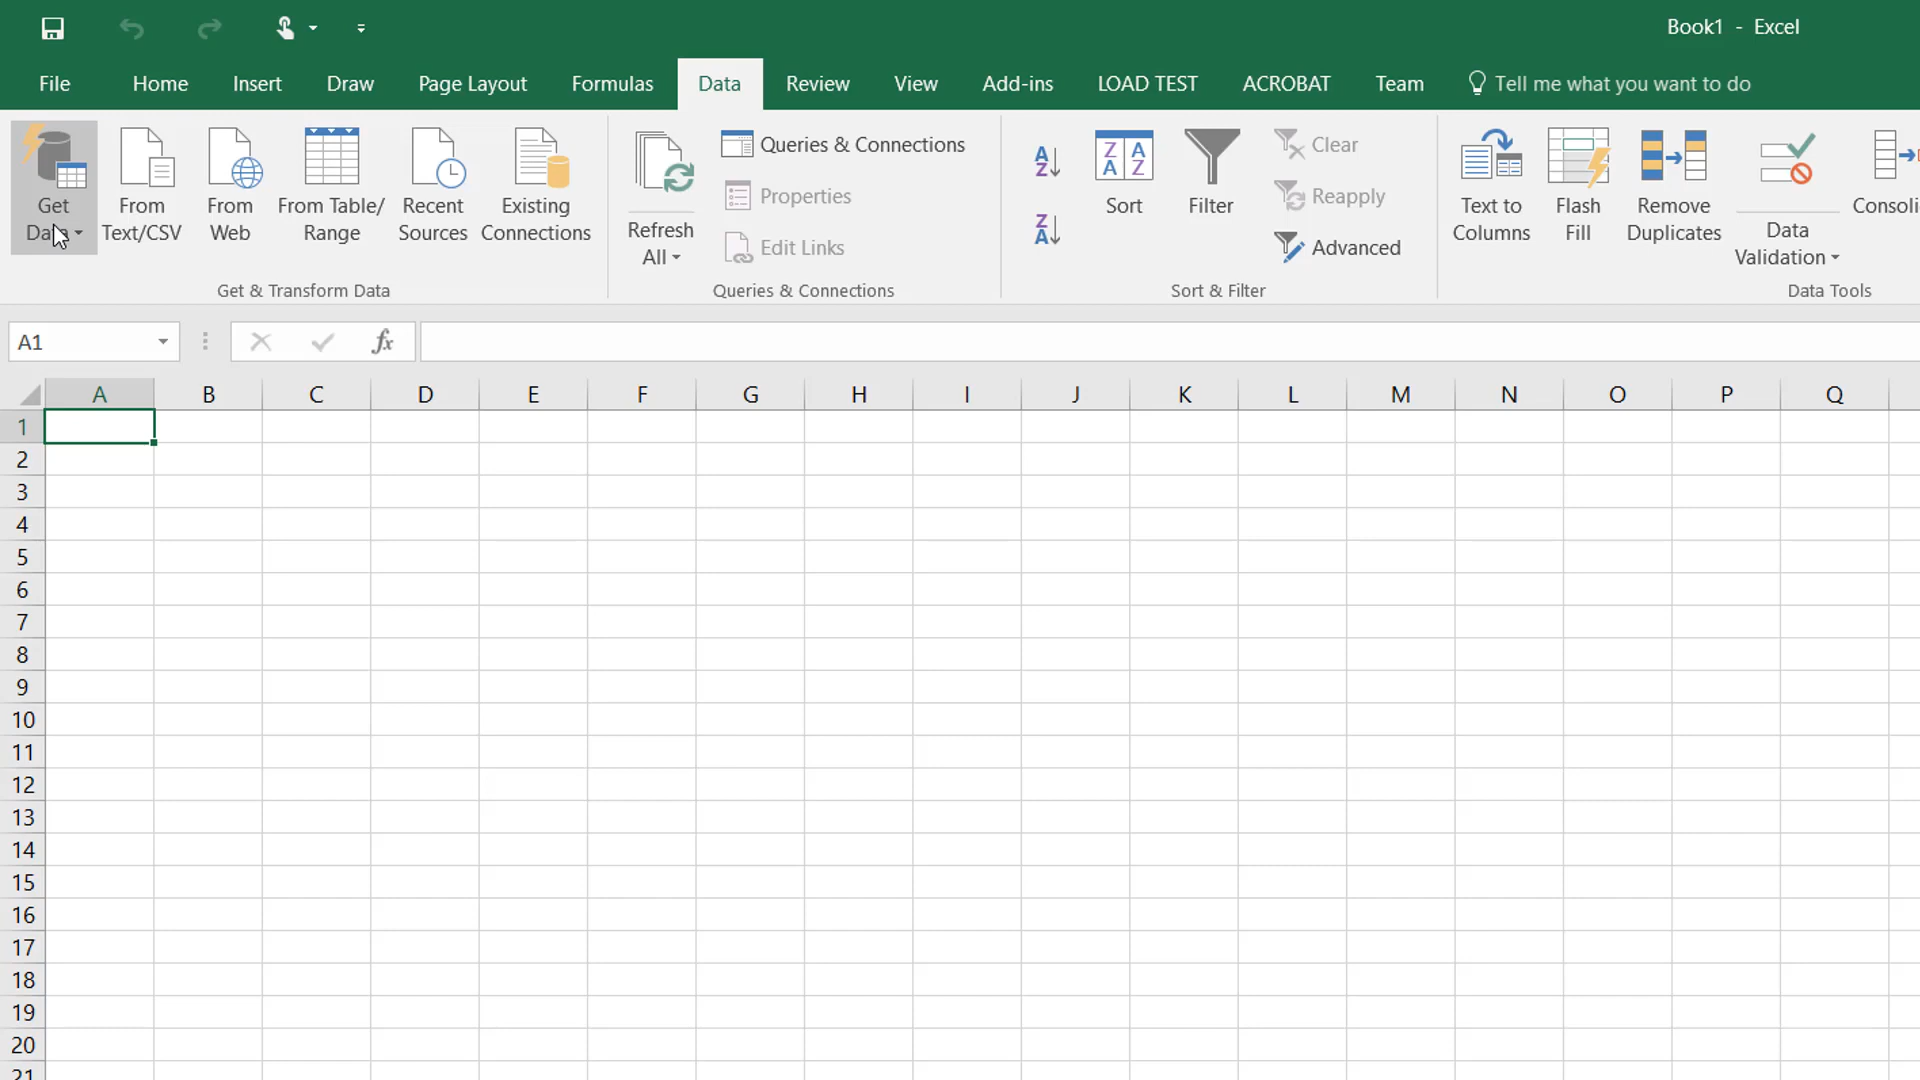 Book1 - Excel
File Home Insert Draw Page Layout Formulas Data Review View Add-ins LOAD TEST ACROBAT Team Tell me what you want to do
Get Data
From Text/CSV
From Web
From Table/ Range
Recent Sources
Existing Connections
Get & Transform Data
Refresh All
Queries & Connections
Properties
Edit Links
Queries & Connections
A Z
Z A
Z A A Z
Sort
Filter
Clear
Reapply
Advanced
Sort & Filter
Text to Columns
Flash Fill
Remove Duplicates
Data Validation
Consoli
Data Tools
A1 fx
A B C D E F G H I J K L M N O P Q
1
2
3
4
5
6
7
8
9
10
11
12
13
14
15
16
17
18
19
20
21